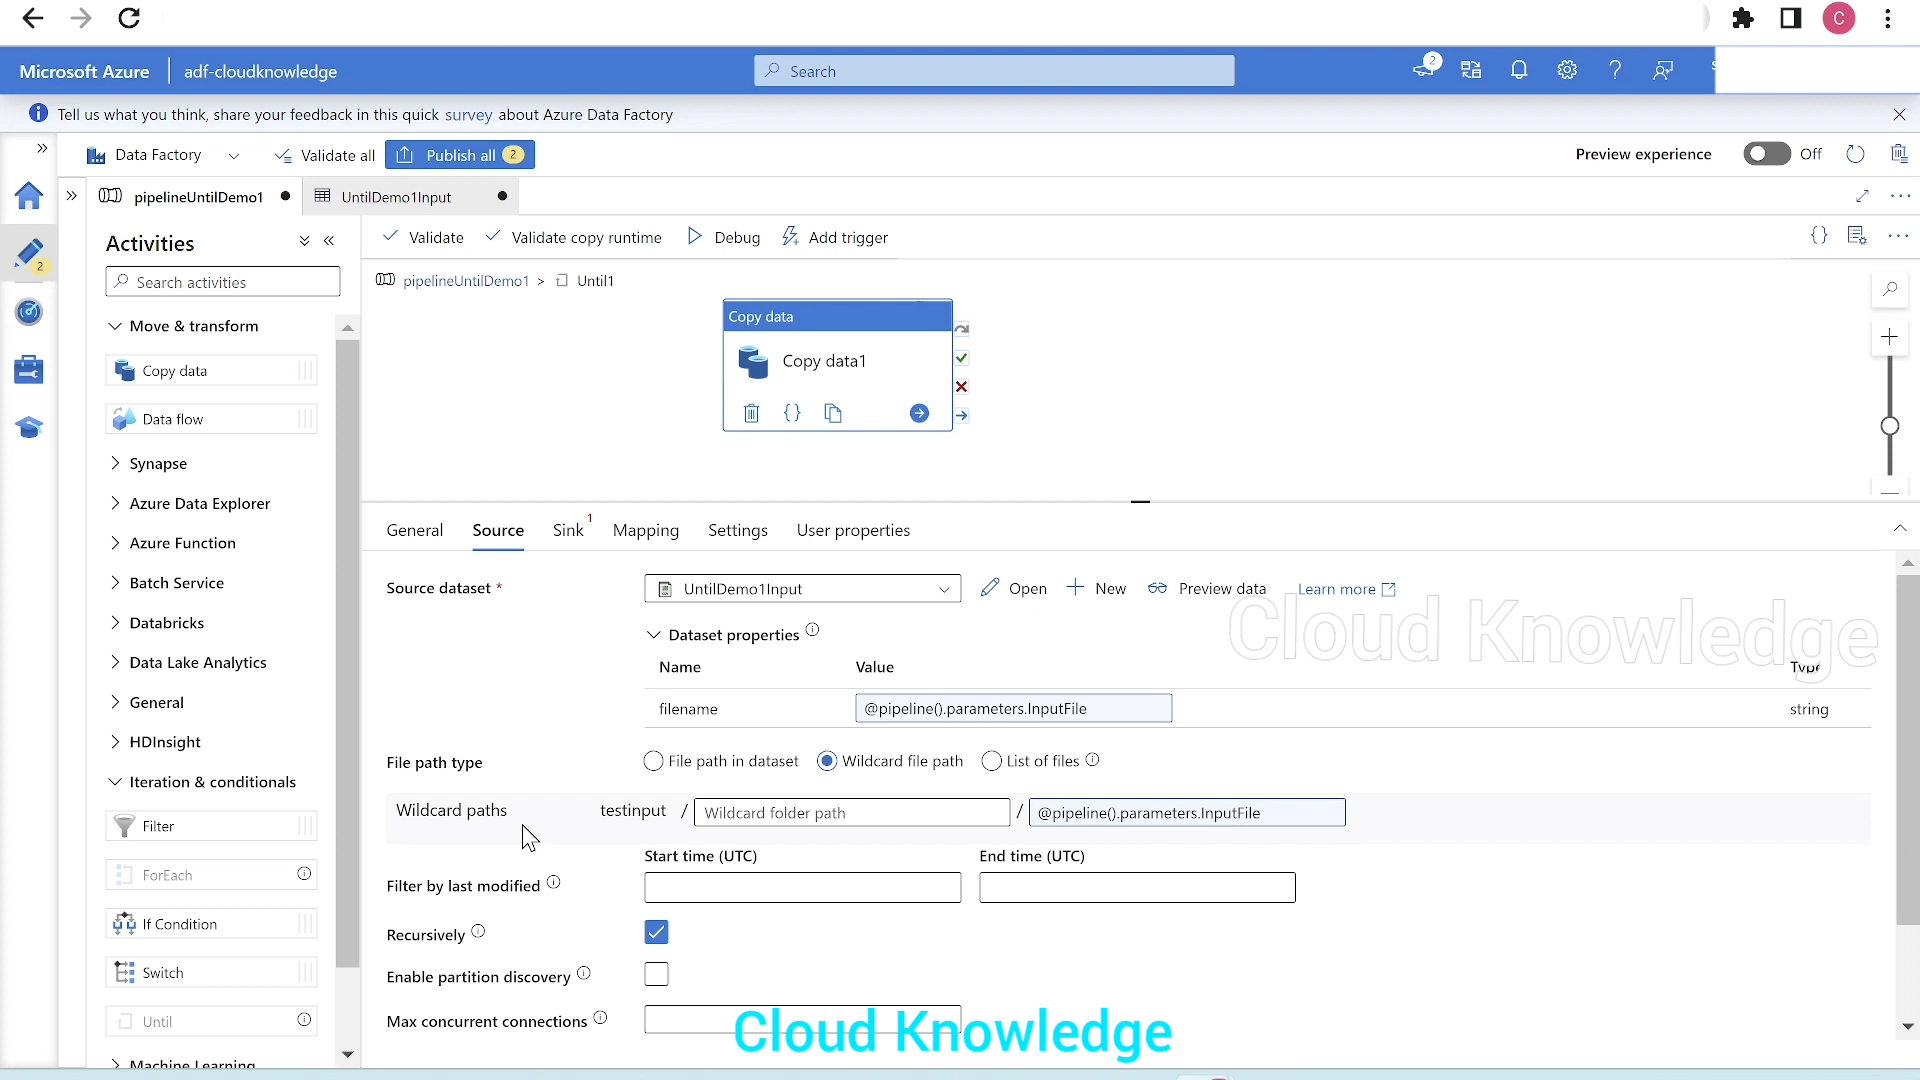 C
Microsoft Azure adf-cloudknowledge Search 2
Tell us what you think, share your feedback in this quick survey about Azure Data Factory
Data Factory Validate all Publish all 2 Preview experience Off
pipelineUntilDemo1 UntilDemo1Input
2
Activities
Validate Validate copy runtime Debug Add trigger
Search activities
pipelineUntilDemo1 > Until1
Move & transform
Copy data
Data flow
Synapse
Azure Data Explorer
Azure Function
Batch Service
Databricks
Data Lake Analytics
General
HDInsight
Iteration & conditionals
Filter
ForEach
If Condition
Switch
Until
Machine Learning
Copy data
Copy data1
General Source Sink 1 Mapping Settings User properties
Source dataset * UntilDemo1Input Open New Preview data Learn more
Cloud Knowledge
Dataset properties
Name Value Type
filename @pipeline().parameters.InputFile string
File path type File path in dataset Wildcard file path List of files
Wildcard paths testinput / Wildcard folder path / @pipeline().parameters.InputFile
Start time (UTC) End time (UTC)
Filter by last modified
Recursively
Enable partition discovery
Max concurrent connections
Cloud Knowledge